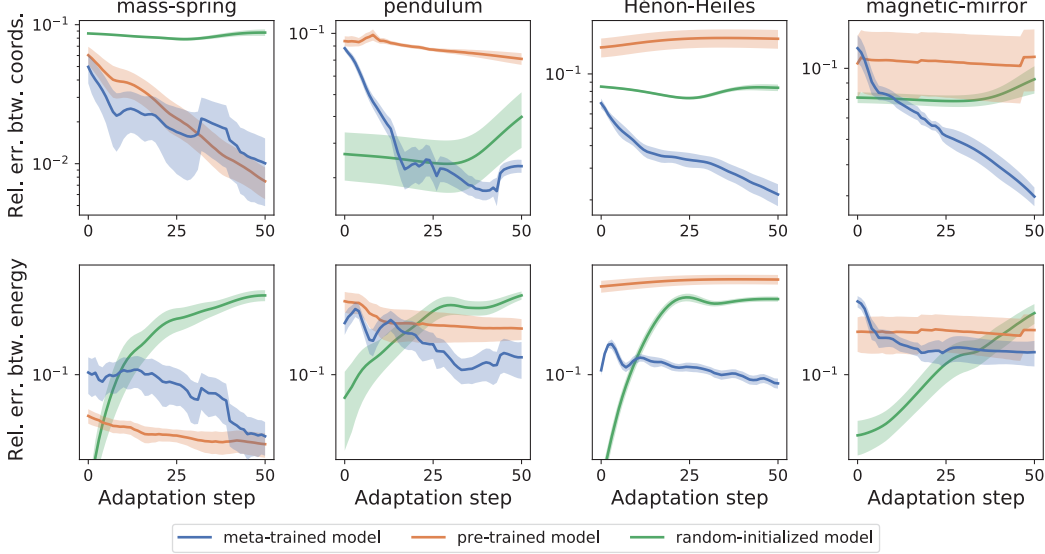 mass-spring pendulum Hénon-Heiles magnetic-mirror
Rel. err. btw. coords.
10⁻¹ 10⁻¹ 10⁻¹ 10⁻¹
10⁻²
0 25 50 0 25 50 0 25 50 0 25 50
Rel. err. btw. energy
10⁻¹ 10⁻¹ 10⁻¹ 10⁻¹
0 25 50 0 25 50 0 25 50 0 25 50
Adaptation step Adaptation step Adaptation step Adaptation step
meta-trained model pre-trained model random-initialized model